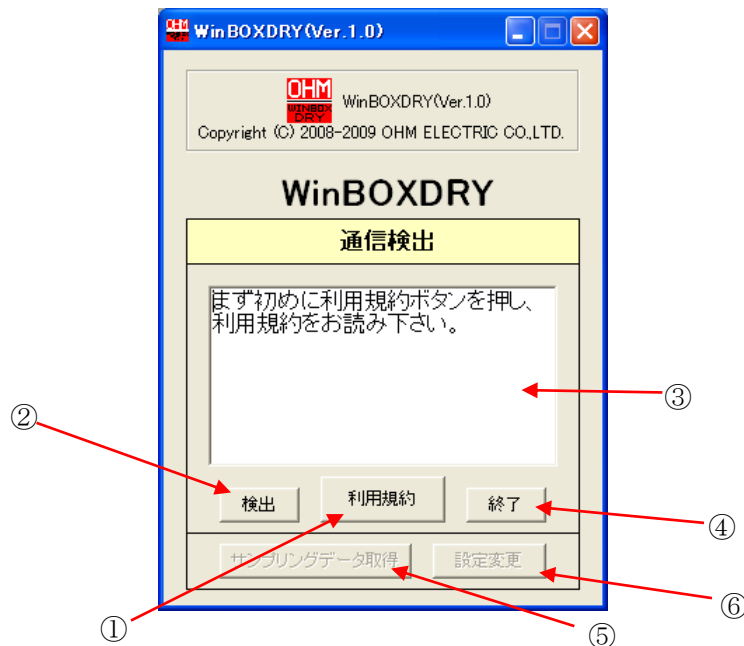 WinBOXDRY(Ver.1.0)
OHM
WINBOX
DRY
WinBOXDRY(Ver.1.0)
Copyright (C) 2008-2009 OHM ELECTRIC CO.,LTD.
WinBOXDRY
通信検出
まず初めに利用規約ボタンを押し、
利用規約をお読み下さい。
③
②
検出
利用規約
終了
④
サンプリングデータ取得
設定変更
①
⑤
⑥